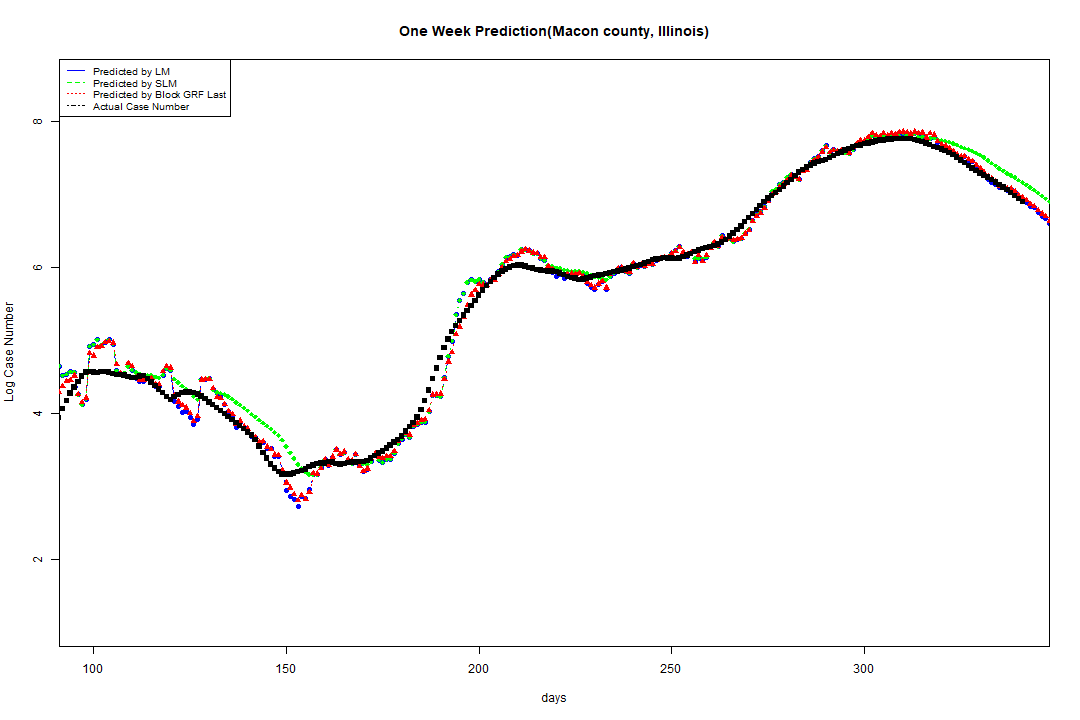 One Week Prediction(Macon county, Illinois)
Predicted by LM
Predicted by SLM
Predicted by Block GRF Last
Actual Case Number
8
6
4
2
Log Case Number
100 150 200 250 300
days